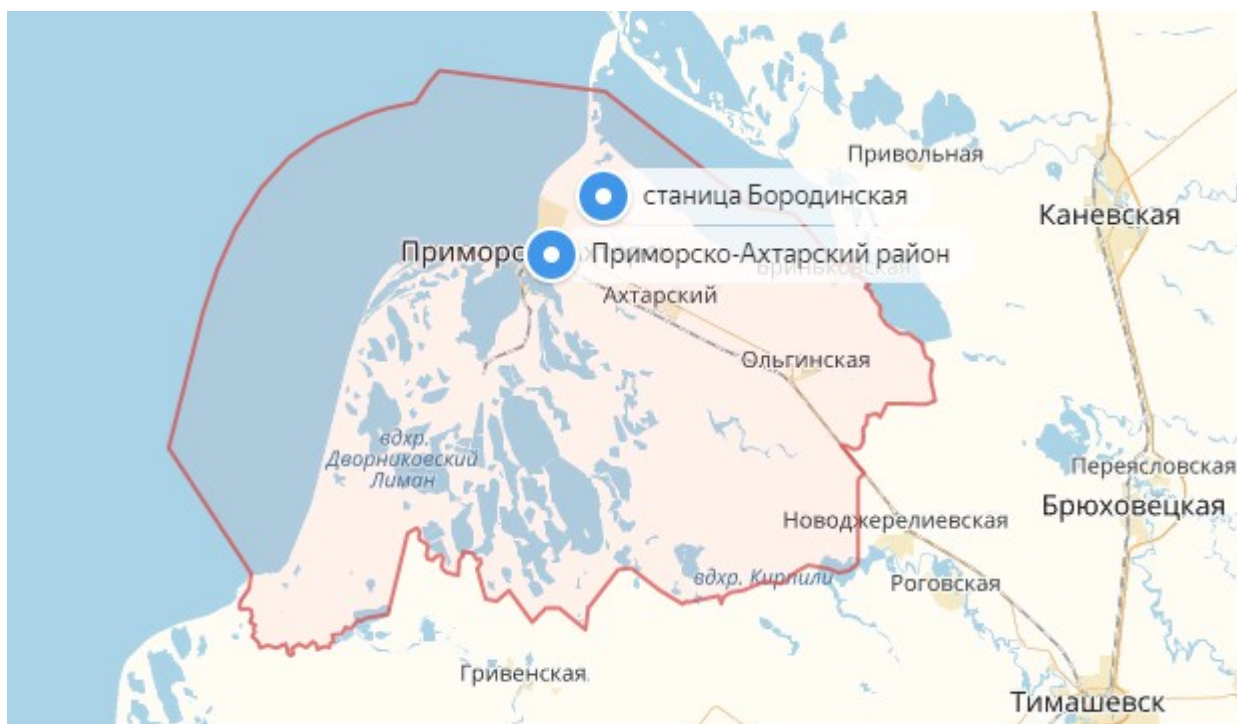 Привольная
станица Бородинская
Каневская
Приморс
Приморско-Ахтарский район
Бриньковская
Ахтарский
Ольгинская
вдхр.
Дворниковский
Лиман
Переясловская
Брюховецкая
Новоджерелиевская
вдхр. Кирпили
Роговская
Гривенская
Тимашевск